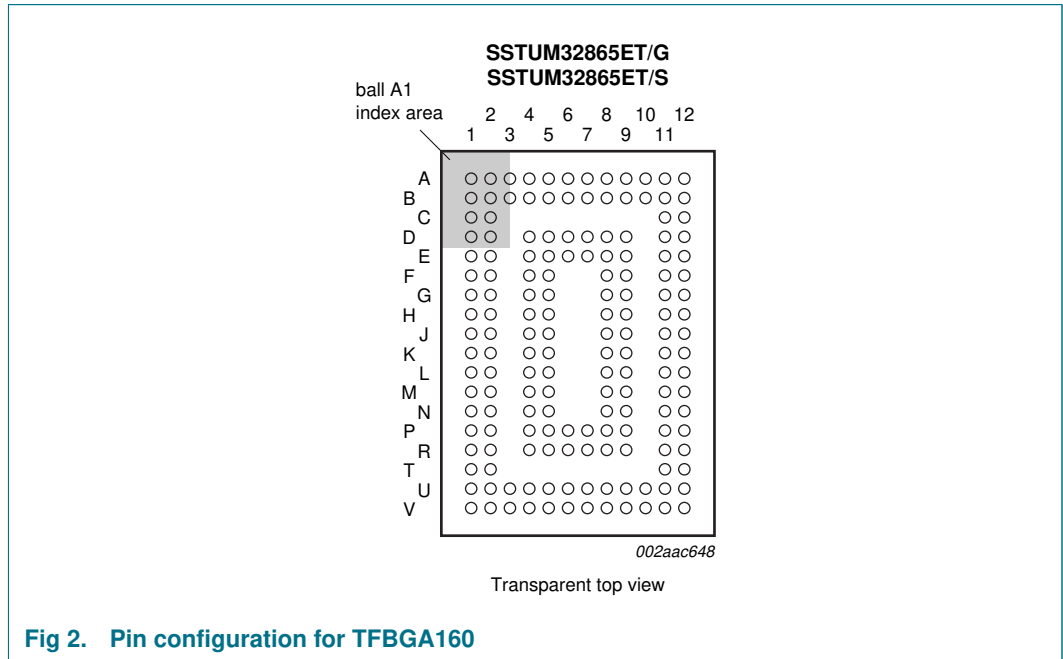 SSTUM32865ET/G
SSTUM32865ET/S
ball A1
index area
2 4 6 8 10 12
1 3 5 7 9 11
A
B
C
D
E
F
G
H
J
K
L
M
N
P
R
T
U
V
002aac648
Transparent top view
Fig 2. Pin configuration for TFBGA160